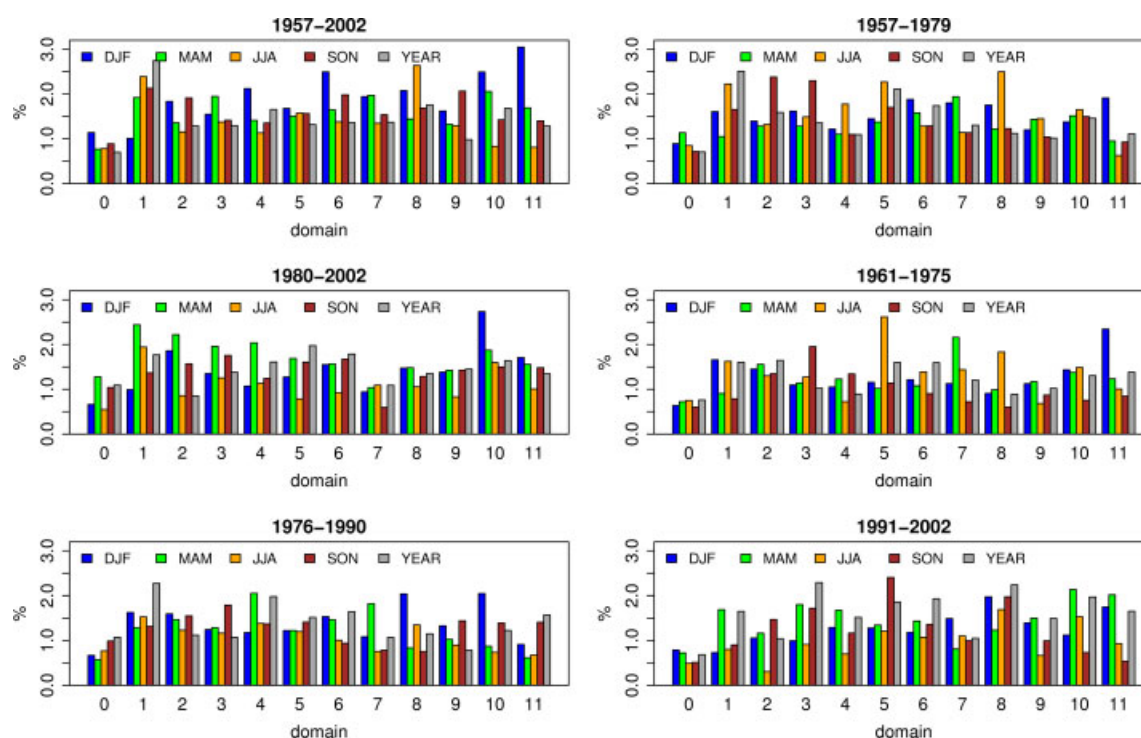 1957−2002
DJF MAM JJA SON YEAR
%
0.0 1.0 2.0 3.0
0 1 2 3 4 5 6 7 8 9 10 11
domain
1957−1979
DJF MAM JJA SON YEAR
%
0.0 1.0 2.0 3.0
0 1 2 3 4 5 6 7 8 9 10 11
domain
1980−2002
DJF MAM JJA SON YEAR
%
0.0 1.0 2.0 3.0
0 1 2 3 4 5 6 7 8 9 10 11
domain
1961−1975
DJF MAM JJA SON YEAR
%
0.0 1.0 2.0 3.0
0 1 2 3 4 5 6 7 8 9 10 11
domain
1976−1990
DJF MAM JJA SON YEAR
%
0.0 1.0 2.0 3.0
0 1 2 3 4 5 6 7 8 9 10 11
domain
1991−2002
DJF MAM JJA SON YEAR
%
0.0 1.0 2.0 3.0
0 1 2 3 4 5 6 7 8 9 10 11
domain